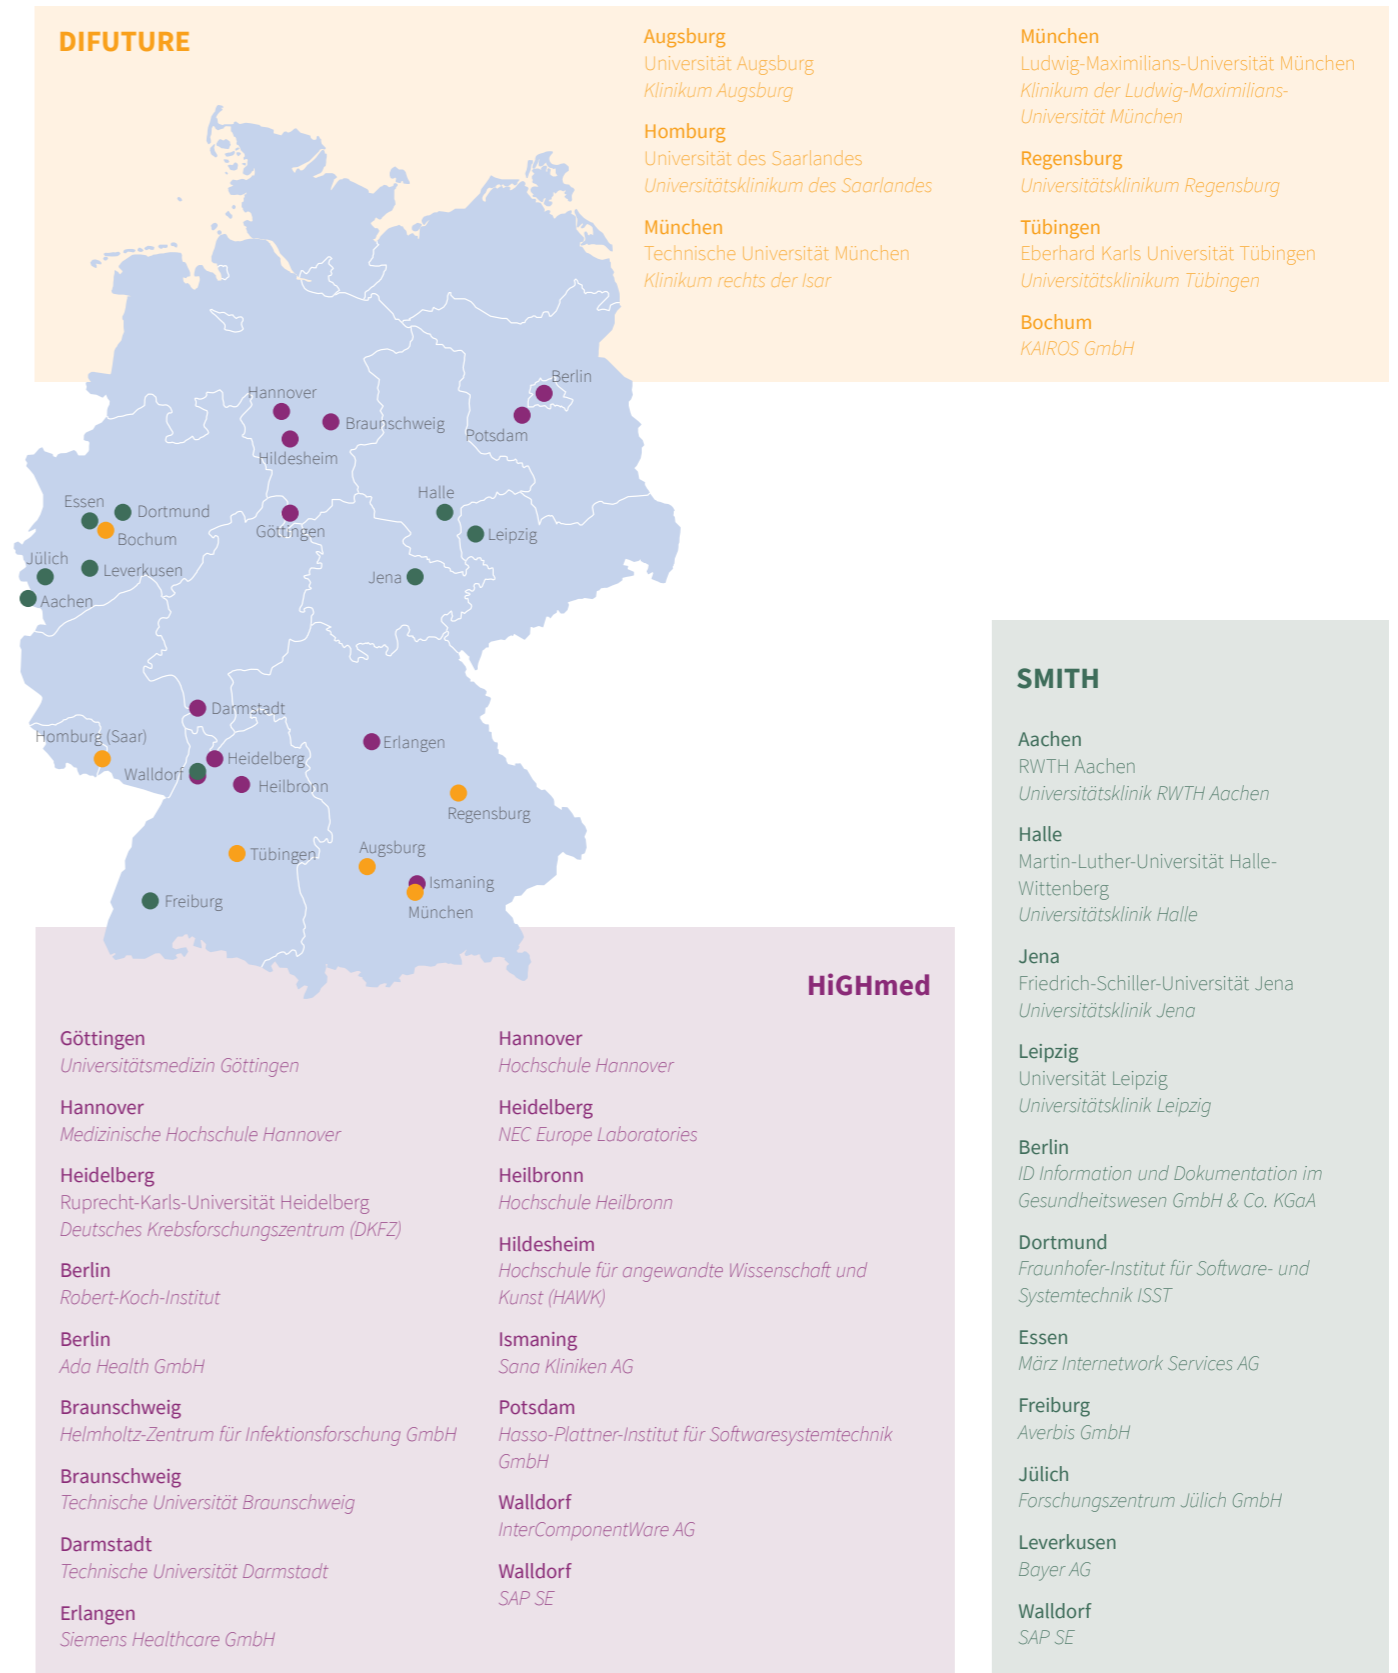 DIFUTURE
Augsburg
Universität Augsburg
Klinikum Augsburg
Homburg
Universität des Saarlandes
Universitätsklinikum des Saarlandes
München
Technische Universität München
Klinikum rechts der Isar
München
Ludwig-Maximilians-Universität München
Klinikum der Ludwig-Maximilians-
Universität München
Regensburg
Universitätsklinikum Regensburg
Tübingen
Eberhard Karls Universität Tübingen
Universitätsklinikum Tübingen
Bochum
KAIROS GmbH
Berlin
Hannover
Braunschweig
Potsdam
Hildesheim
Halle
Essen
Dortmund
Göttingen
Leipzig
Bochum
Jülich
Leverkusen
Jena
Aachen
Darmstadt
Homburg (Saar)
Erlangen
Heidelberg
Walldorf
Heilbronn
Regensburg
Augsburg
Tübingen
Ismaning
Freiburg
München
HiGHmed
Göttingen
Universitätsmedizin Göttingen
Hannover
Medizinische Hochschule Hannover
Heidelberg
Ruprecht-Karls-Universität Heidelberg
Deutsches Krebsforschungszentrum (DKFZ)
Berlin
Robert-Koch-Institut
Berlin
Ada Health GmbH
Braunschweig
Helmholtz-Zentrum für Infektionsforschung GmbH
Braunschweig
Technische Universität Braunschweig
Darmstadt
Technische Universität Darmstadt
Erlangen
Siemens Healthcare GmbH
Hannover
Hochschule Hannover
Heidelberg
NEC Europe Laboratories
Heilbronn
Hochschule Heilbronn
Hildesheim
Hochschule für angewandte Wissenschaft und
Kunst (HAWK)
Ismaning
Sana Kliniken AG
Potsdam
Hasso-Plattner-Institut für Softwaresystemtechnik
GmbH
Walldorf
InterComponentWare AG
Walldorf
SAP SE
SMITH
Aachen
RWTH Aachen
Universitätsklinik RWTH Aachen
Halle
Martin-Luther-Universität Halle-
Wittenberg
Universitätsklinik Halle
Jena
Friedrich-Schiller-Universität Jena
Universitätsklinik Jena
Leipzig
Universität Leipzig
Universitätsklinik Leipzig
Berlin
ID Information und Dokumentation im
Gesundheitswesen GmbH & Co. KGaA
Dortmund
Fraunhofer-Institut für Software- und
Systemtechnik ISST
Essen
März Internetwork Services AG
Freiburg
Averbis GmbH
Jülich
Forschungszentrum Jülich GmbH
Leverkusen
Bayer AG
Walldorf
SAP SE